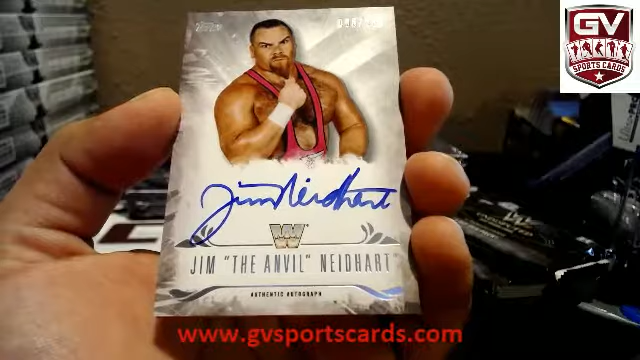 GV
SPORTS CARDS
Topps
Jim Neidhart
JIM "THE ANVIL" NEIDHART
AUTHENTIC AUTOGRAPH
www.gvsportscards.com